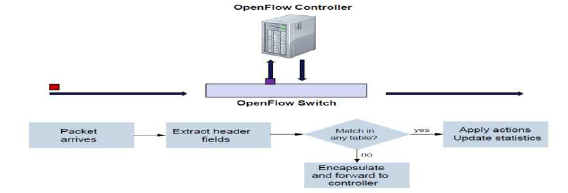 OpenFlow Controller
OpenFlow Switch
Packet
arrives
Extract header
fields
Match in
any table?
yes
Apply actions
Update statistics
no
Encapsulate
and forward to
controller